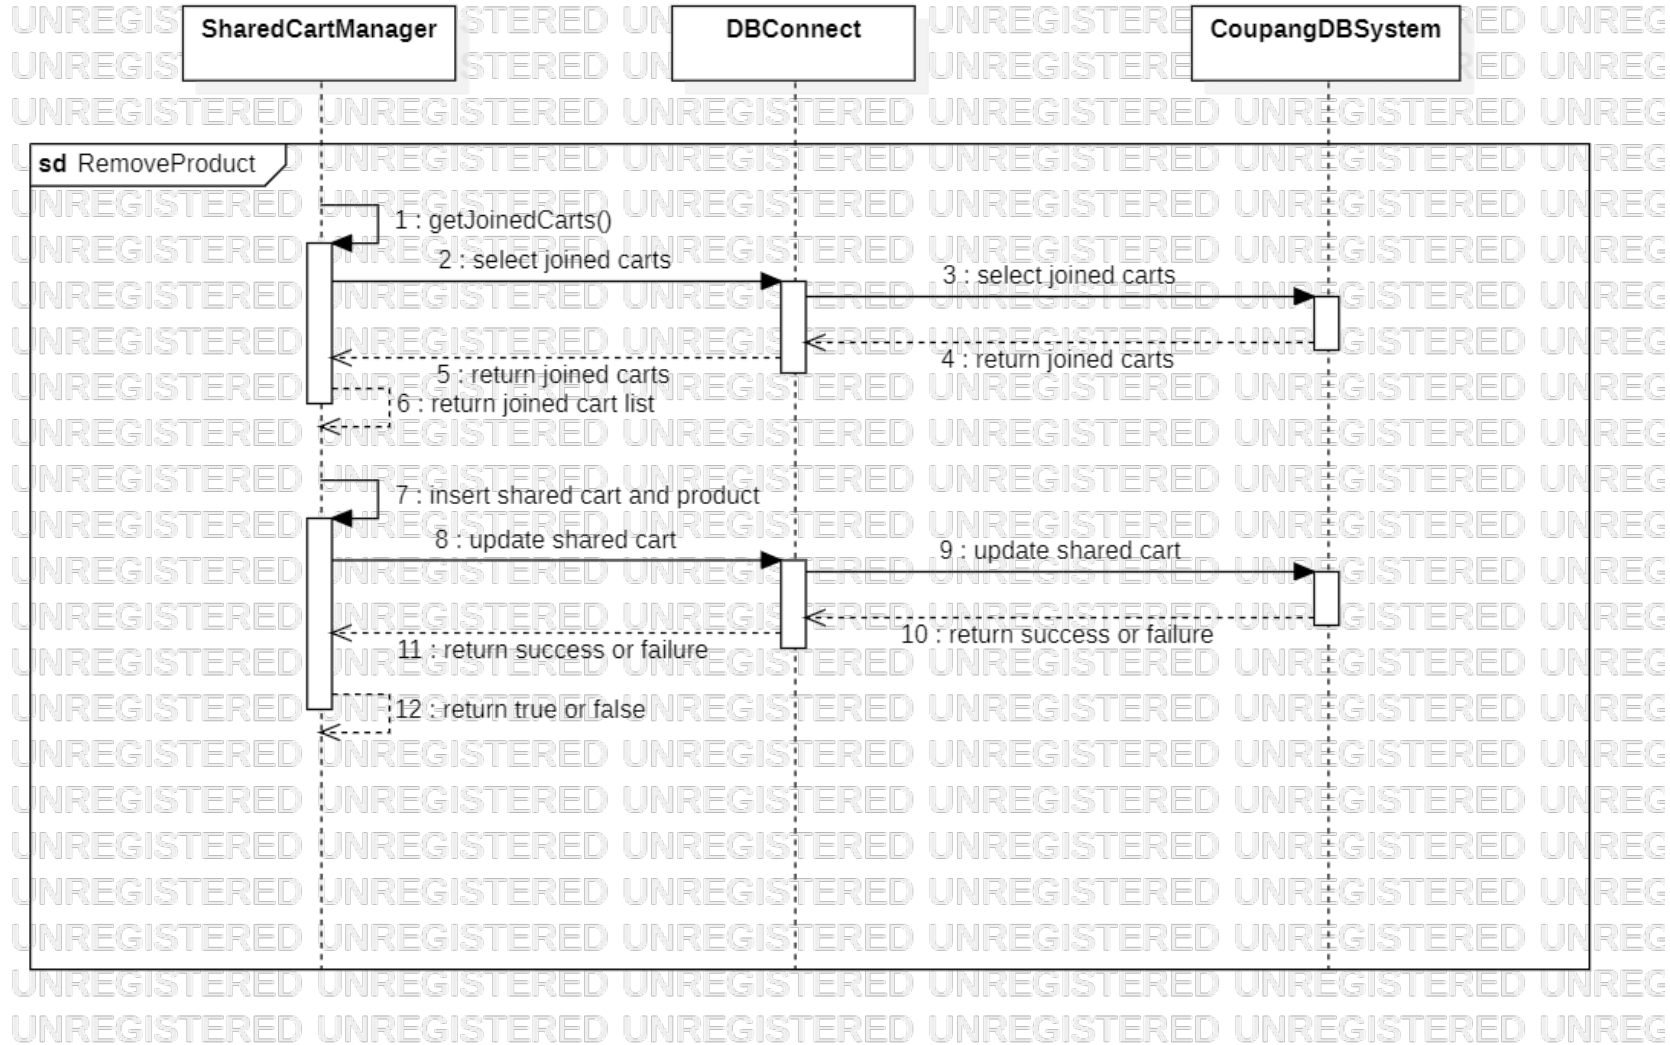 SharedCartManager
DBConnect
CoupangDBSystem
sd RemoveProduct
1 : getJoinedCarts()
2 : select joined carts
3 : select joined carts
4 : return joined carts
5 : return joined carts
6 : return joined cart list
7 : insert shared cart and product
8 : update shared cart
9 : update shared cart
10 : return success or failure
11 : return success or failure
12 : return true or false
UNREGISTERED